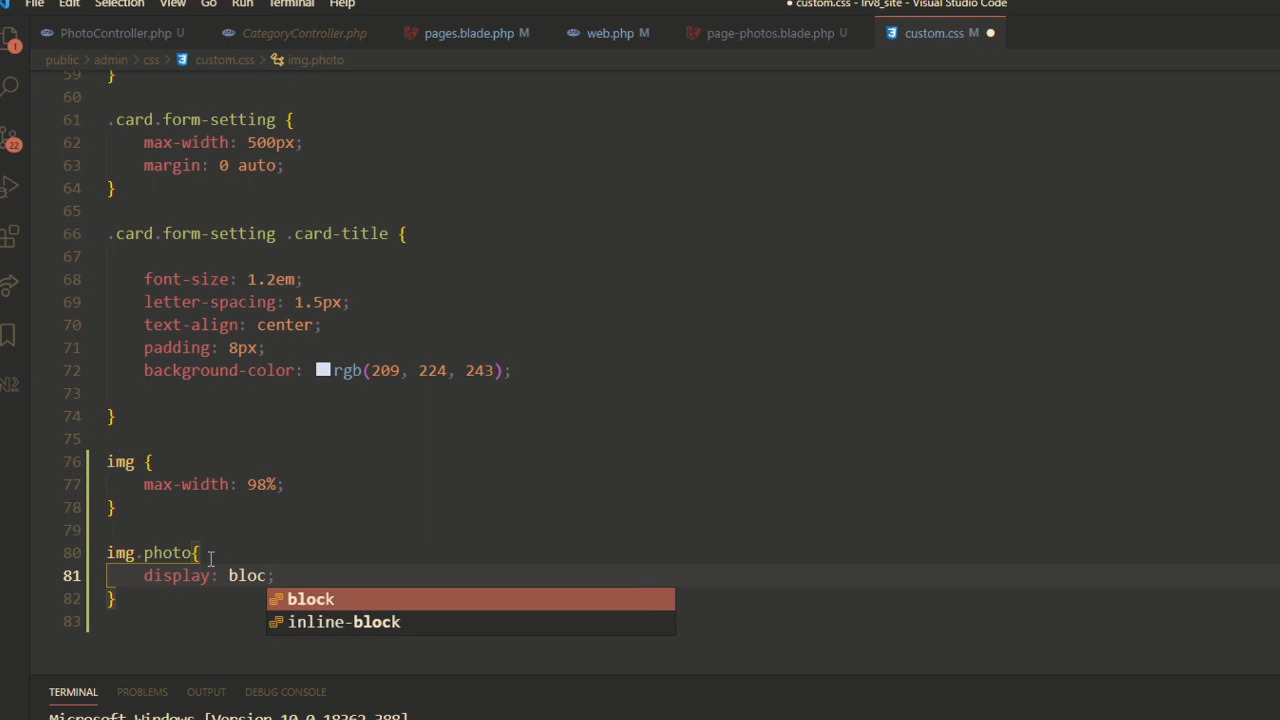 File Edit Selection View Go Run Terminal Help ● custom.css - lrv8_site - Visual Studio Code
PhotoController.php U CategoryController.php pages.blade.php M web.php M page-photos.blade.php U custom.css M ●
public > admin > css > custom.css > img.photo
59 }
60
61 .card.form-setting {
62 max-width: 500px;
63 margin: 0 auto;
64 }
65
66 .card.form-setting .card-title {
67
68 font-size: 1.2em;
69 letter-spacing: 1.5px;
70 text-align: center;
71 padding: 8px;
72 background-color: rgb(209, 224, 243);
73
74 }
75
76 img {
77 max-width: 98%;
78 }
79
80 img.photo{
81 display: bloc;
82 }
block
83
inline-block
1
22
TERMINAL PROBLEMS OUTPUT DEBUG CONSOLE
Microsoft Windows [Version 10.0.18362.388]